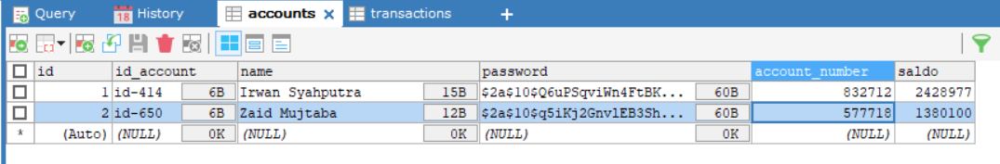 Query 18 History accounts × transactions +
id id_account name password account_number saldo
1 id-414 6B Irwan Syahputra 15B $2a$10$Q6uPSqviWn4FtBK... 60B 832712 2428977
2 id-650 6B Zaid Mujtaba 12B $2a$10$q5iKj2Gnv1EB3Sh... 60B 577718 1380100
* (Auto) (NULL) 0K (NULL) 0K (NULL) 0K (NULL) (NULL)